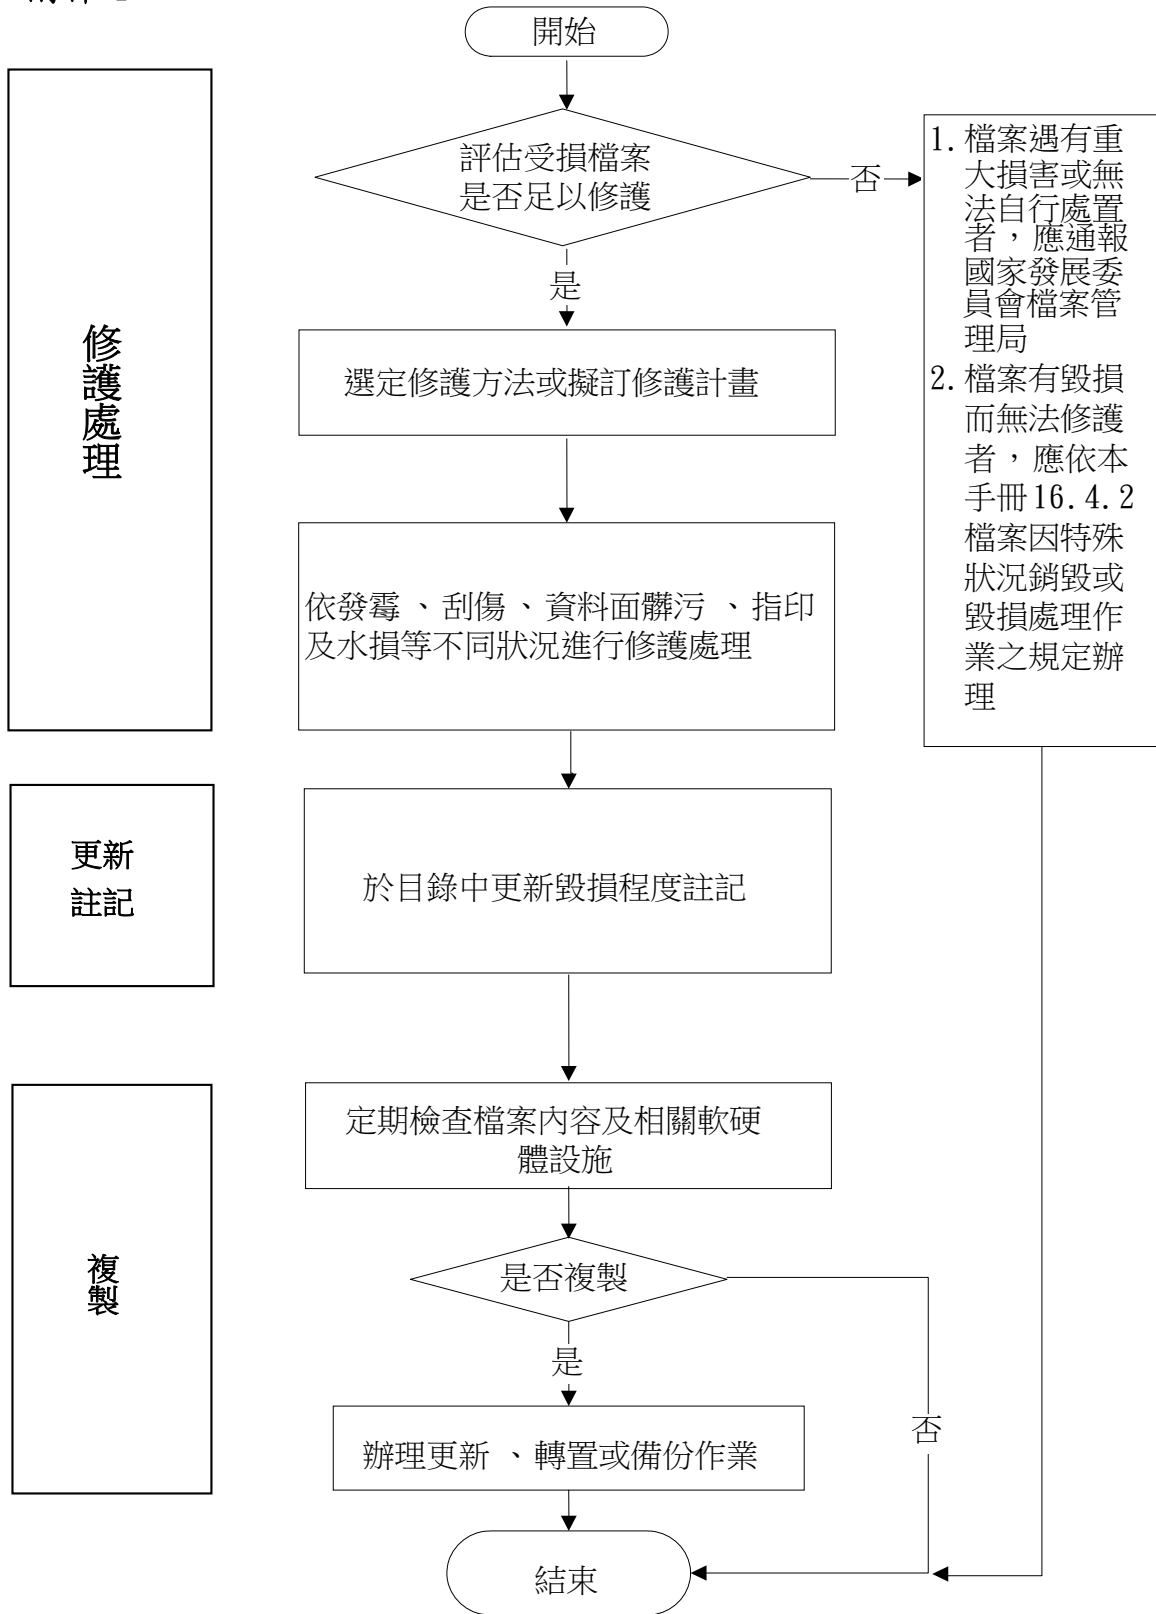 開始
評估受損檔案
是否足以修護
否
是
1. 檔案遇有重
大損害或無
法自行處置
者，應通報
國家發展委
員會檔案管
理局
2. 檔案有毀損
而無法修護
者，應依本
手冊16.4.2
檔案因特殊
狀況銷毀或
毀損處理作
業之規定辦
理
修護處理
選定修護方法或擬訂修護計畫
依發霉、刮傷、資料面髒污、指印
及水損等不同狀況進行修護處理
更新
註記
於目錄中更新毀損程度註記
複製
定期檢查檔案內容及相關軟硬
體設施
是否複製
是
否
辦理更新、轉置或備份作業
結束